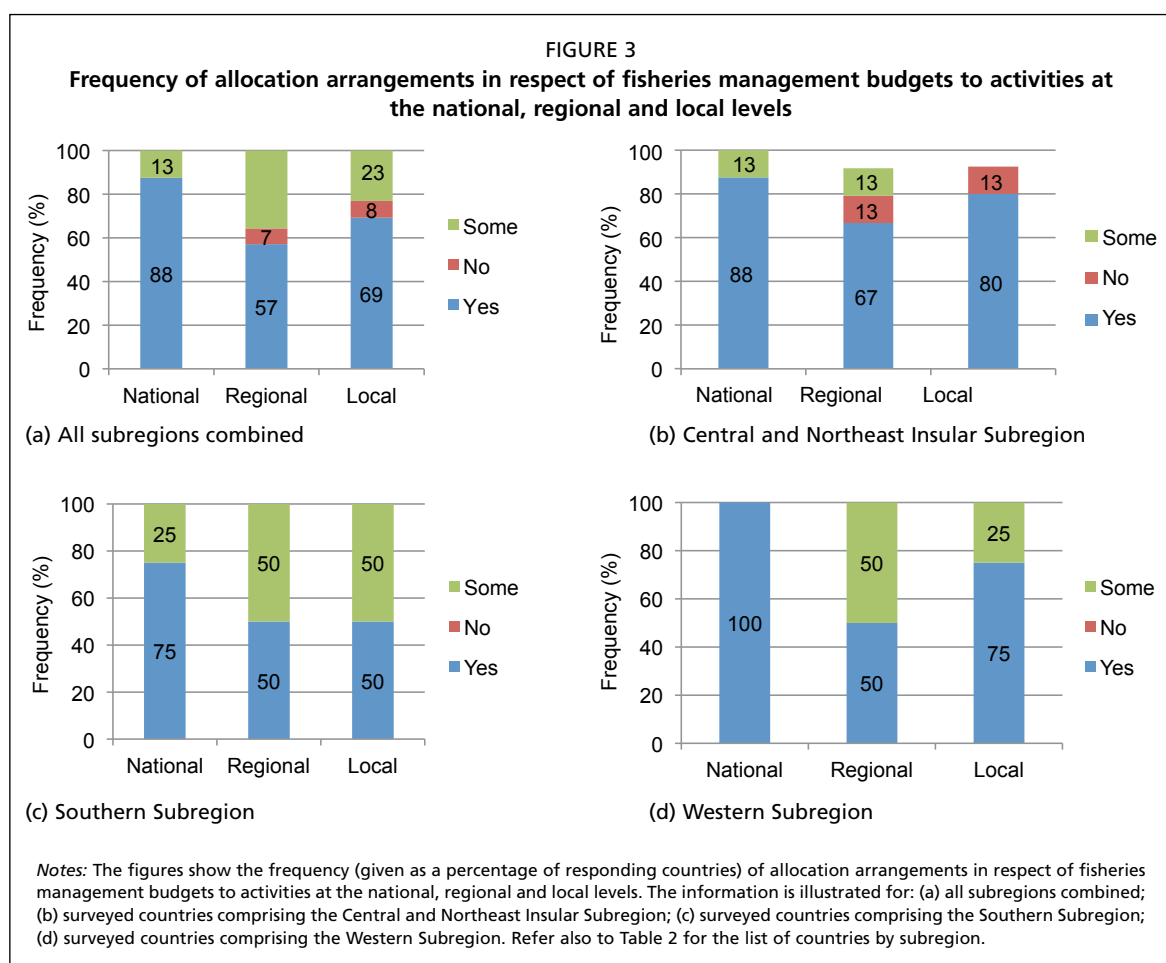 FIGURE 3
Frequency of allocation arrangements in respect of fisheries management budgets to activities at
the national, regional and local levels
Frequency (%)
100
80
60
40
20
0
13
88
7
57
23
8
69
National Regional Local
Some
No
Yes
(a) All subregions combined
Frequency (%)
100
80
60
40
20
0
13
88
13
13
67
13
80
National Regional Local
Some
No
Yes
(b) Central and Northeast Insular Subregion
Frequency (%)
100
80
60
40
20
0
25
75
50
50
50
50
National Regional Local
Some
No
Yes
(c) Southern Subregion
Frequency (%)
100
80
60
40
20
0
100
50
50
25
75
National Regional Local
Some
No
Yes
(d) Western Subregion
Notes: The figures show the frequency (given as a percentage of responding countries) of allocation arrangements in respect of fisheries
management budgets to activities at the national, regional and local levels. The information is illustrated for: (a) all subregions combined;
(b) surveyed countries comprising the Central and Northeast Insular Subregion; (c) surveyed countries comprising the Southern Subregion;
(d) surveyed countries comprising the Western Subregion. Refer also to Table 2 for the list of countries by subregion.